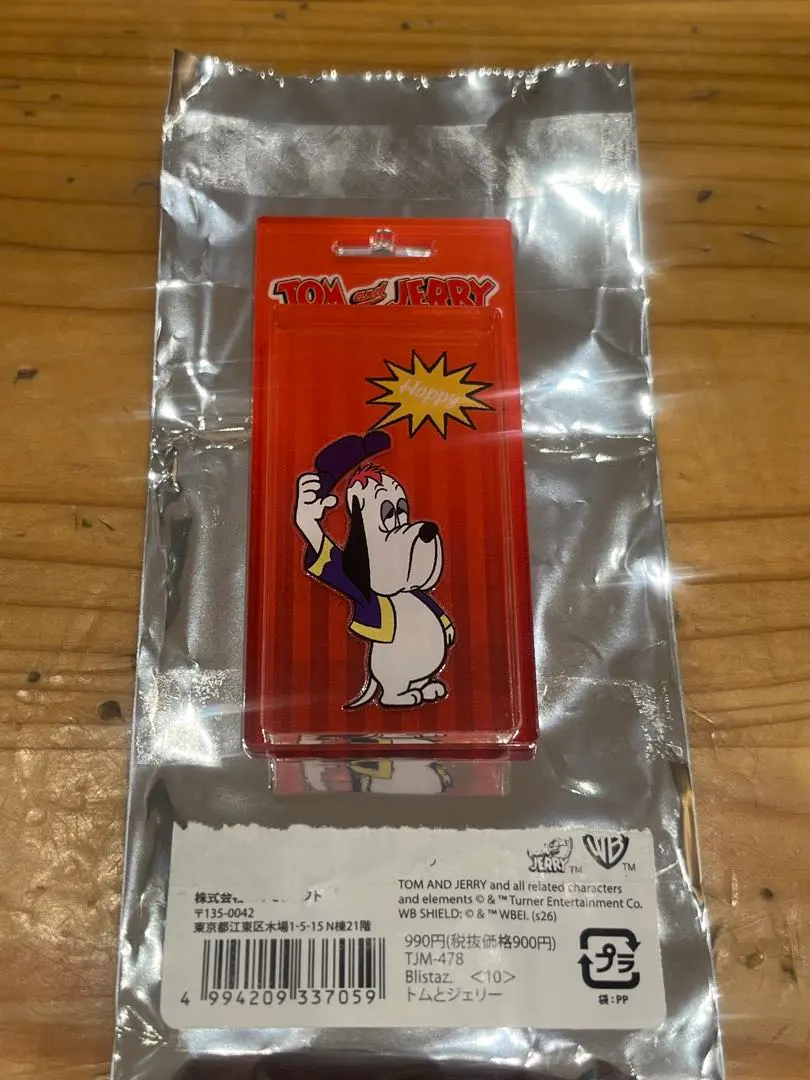 TOM and JERRY
Hoppy
JERRY TM
WB TM
TOM AND JERRY and all related characters
and elements © & ™ Turner Entertainment Co.
WB SHIELD: © & ™ WBEI. (s26)
株式会
〒135-0042
東京都江東区木場1-5-15 N棟21階
4 994209 337059
990円(税抜価格900円)
TJM-478
Blistaz. <10>
トムとジェリー
プラ
袋:PP